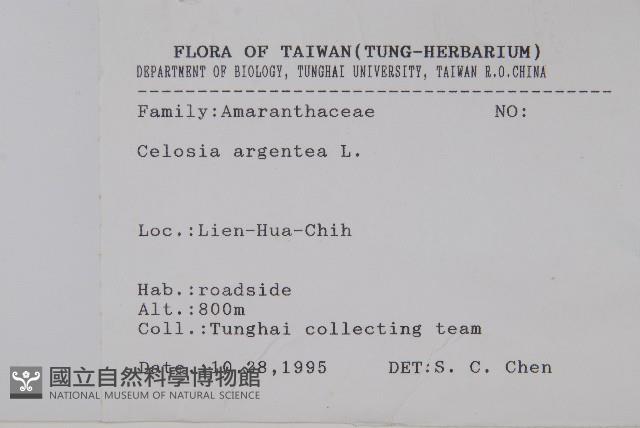 FLORA OF TAIWAN(TUNG-HERBARIUM)
DEPARTMENT OF BIOLOGY, TUNGHAI UNIVERSITY, TAIWAN R.O.CHINA
Family:Amaranthaceae NO:
Celosia argentea L.
Loc.:Lien-Hua-Chih
Hab.:roadside
Alt.:800m
Coll.:Tunghai collecting team
Date.:10.28,1995 DET:S. C. Chen
國立自然科學博物館
NATIONAL MUSEUM OF NATURAL SCIENCE